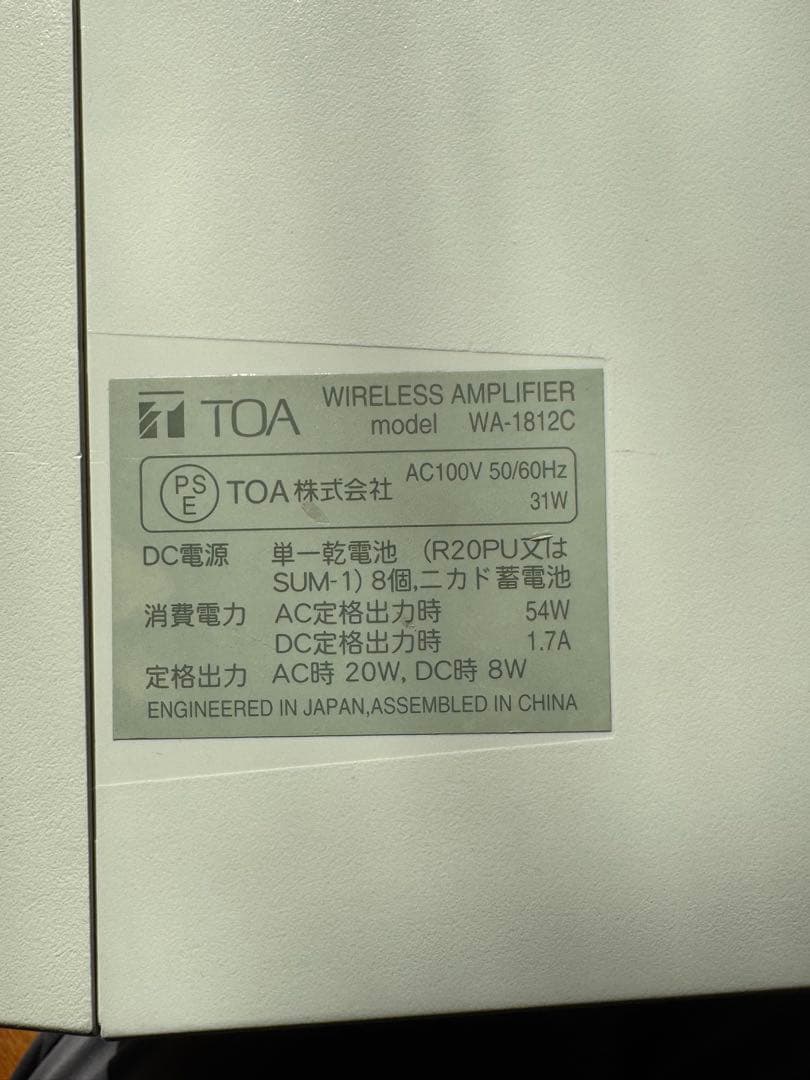 TOA WIRELESS AMPLIFIER
model WA-1812C
PSE TOA株式会社 AC100V 50/60Hz
31W
DC電源 単一乾電池 (R20PU又は
SUM-1) 8個,ニカド蓄電池
消費電力 AC定格出力時 54W
DC定格出力時 1.7A
定格出力 AC時 20W, DC時 8W
ENGINEERED IN JAPAN,ASSEMBLED IN CHINA